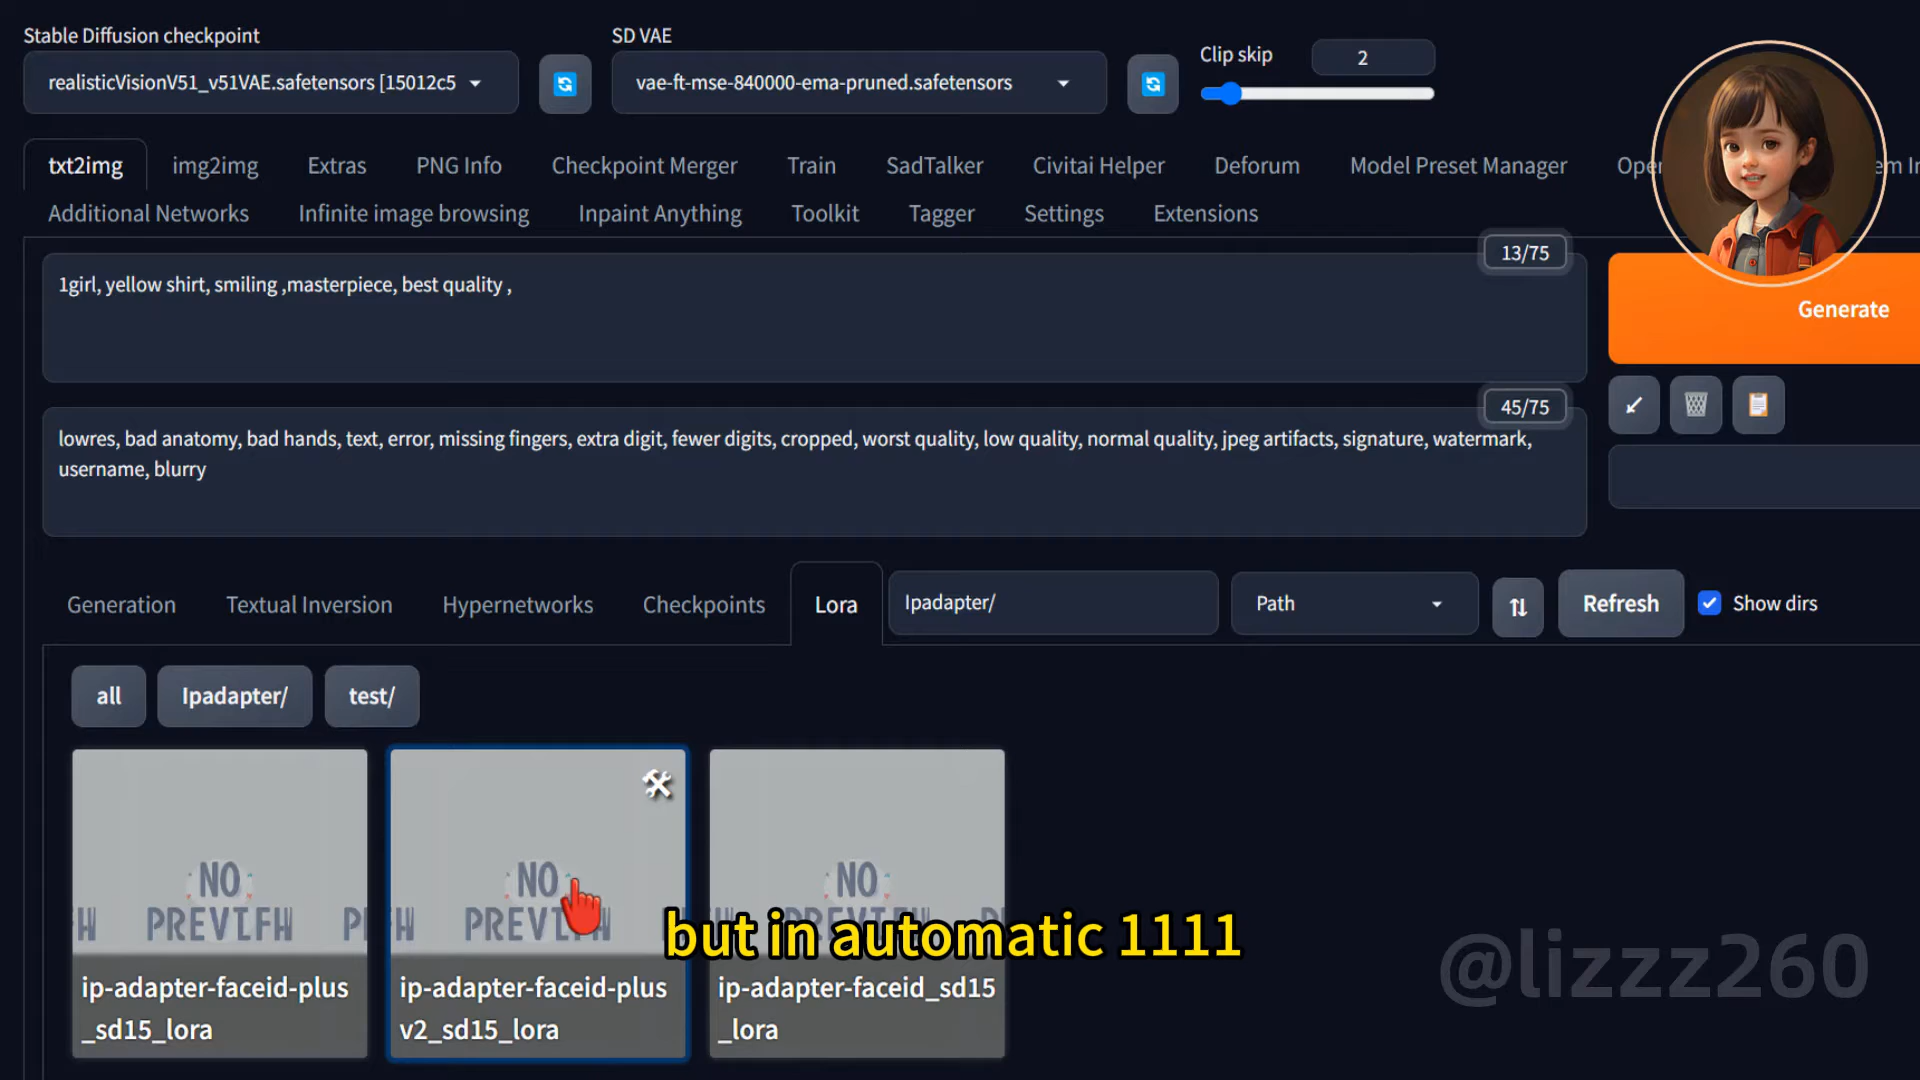 Stable Diffusion checkpoint
SD VAE
Clip skip
2
realisticVisionV51_v51VAE.safetensors [15012c5
vae-ft-mse-840000-ema-pruned.safetensors
txt2img
img2img
Extras
PNG Info
Checkpoint Merger
Train
SadTalker
Civitai Helper
Deforum
Model Preset Manager
Additional Networks
Infinite image browsing
Inpaint Anything
Toolkit
Tagger
Settings
Extensions
13/75
1girl, yellow shirt, smiling ,masterpiece, best quality ,
Generate
45/75
lowres, bad anatomy, bad hands, text, error, missing fingers, extra digit, fewer digits, cropped, worst quality, low quality, normal quality, jpeg artifacts, signature, watermark,
username, blurry
Generation
Textual Inversion
Hypernetworks
Checkpoints
Lora
Ipadapter/
Path
Refresh
Show dirs
all
Ipadapter/
test/
NO
NO
NO
but in automatic 1111
@lizzz260
ip-adapter-faceid-plus
_sd15_lora
ip-adapter-faceid-plus
v2_sd15_lora
ip-adapter-faceid_sd15
_lora